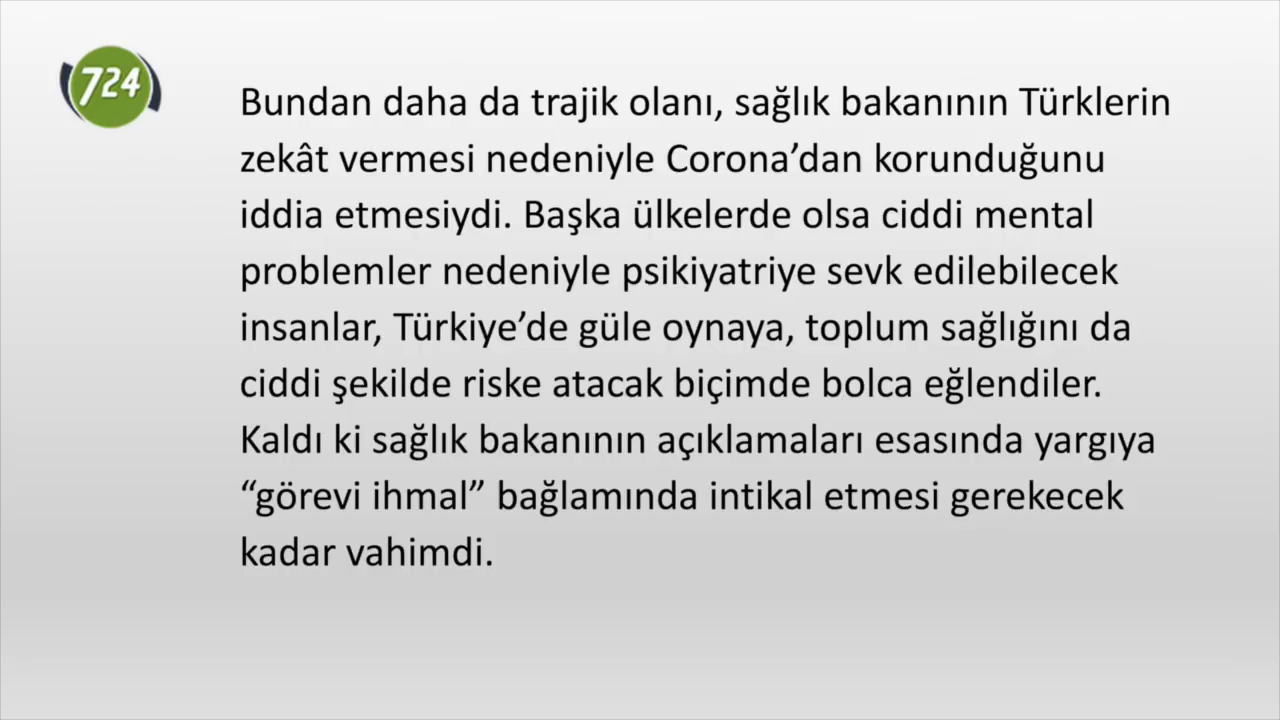 724
Bundan daha da trajik olanı, sağlık bakanının Türklerin
zekât vermesi nedeniyle Corona’dan korunduğunu
iddia etmesiydi. Başka ülkelerde olsa ciddi mental
problemler nedeniyle psikiyatriye sevk edilebilecek
insanlar, Türkiye’de güle oynaya, toplum sağlığını da
ciddi şekilde riske atacak biçimde bolca eğlendiler.
Kaldı ki sağlık bakanının açıklamaları esasında yargıya
“görevi ihmal” bağlamında intikal etmesi gerekecek
kadar vahimdi.